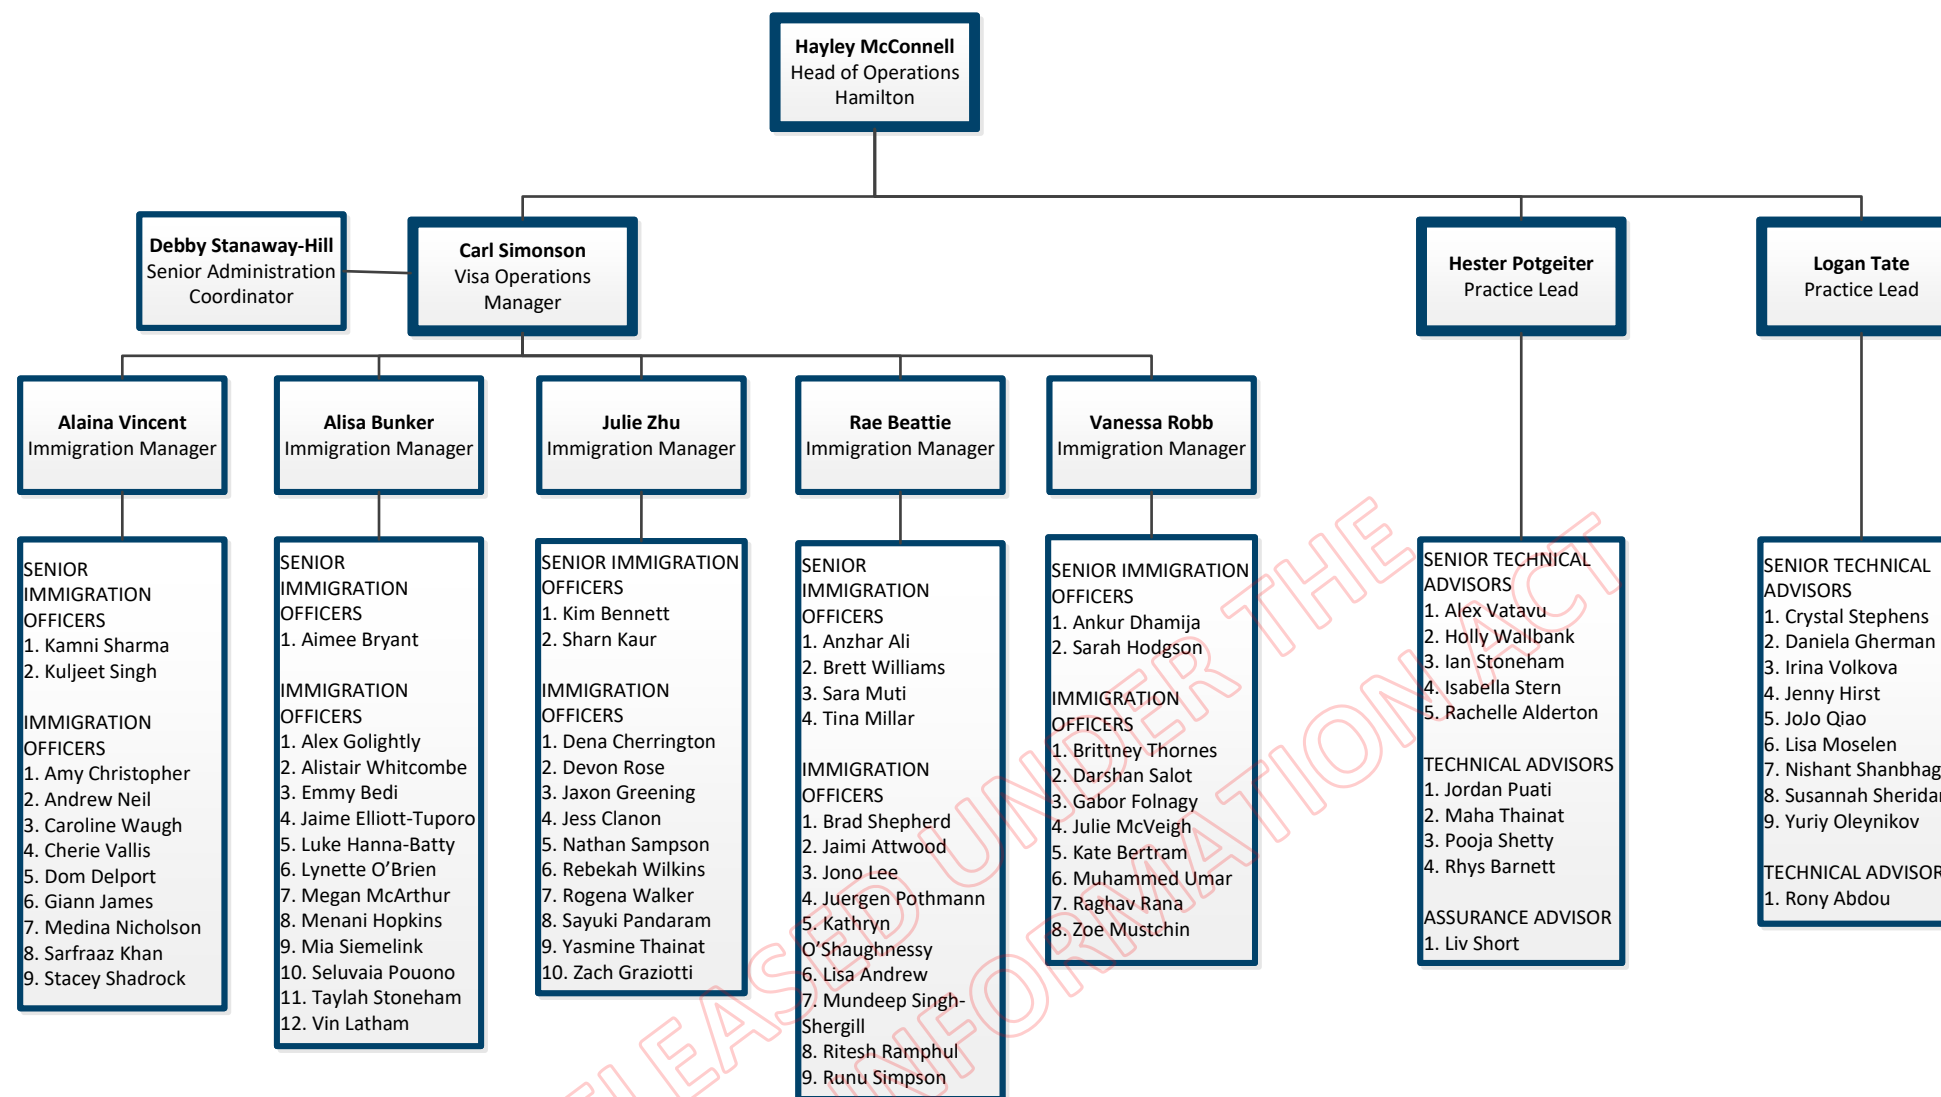 Hayley McConnell
Head of Operations
Hamilton
Debby Stanaway-Hill
Senior Administration
Coordinator
Carl Simonson
Visa Operations
Manager
Hester Potgeiter
Practice Lead
Logan Tate
Practice Lead
Alaina Vincent
Immigration Manager
Alisa Bunker
Immigration Manager
Julie Zhu
Immigration Manager
Rae Beattie
Immigration Manager
Vanessa Robb
Immigration Manager
SENIOR
IMMIGRATION
OFFICERS
1. Kamni Sharma
2. Kuljeet Singh
IMMIGRATION
OFFICERS
1. Amy Christopher
2. Andrew Neil
3. Caroline Waugh
4. Cherie Vallis
5. Dom Delport
6. Giann James
7. Medina Nicholson
8. Sarfraaz Khan
9. Stacey Shadrock
SENIOR
IMMIGRATION
OFFICERS
1. Aimee Bryant
IMMIGRATION
OFFICERS
1. Alex Golightly
2. Alistair Whitcombe
3. Emmy Bedi
4. Jaime Elliott-Tuporo
5. Luke Hanna-Batty
6. Lynette O’Brien
7. Megan McArthur
8. Menani Hopkins
9. Mia Siemelink
10. Seluvaia Pouono
11. Taylah Stoneham
12. Vin Latham
SENIOR IMMIGRATION
OFFICERS
1. Kim Bennett
2. Sharn Kaur
IMMIGRATION
OFFICERS
1. Dena Cherrington
2. Devon Rose
3. Jaxon Greening
4. Jess Clanon
5. Nathan Sampson
6. Rebekah Wilkins
7. Rogena Walker
8. Sayuki Pandaram
9. Yasmine Thainat
10. Zach Graziotti
SENIOR
IMMIGRATION
OFFICERS
1. Anzhar Ali
2. Brett Williams
3. Sara Muti
4. Tina Millar
IMMIGRATION
OFFICERS
1. Brad Shepherd
2. Jaimi Attwood
3. Jono Lee
4. Juergen Pothmann
5. Kathryn
O’Shaughnessy
6. Lisa Andrew
7. Mundeep Singh-
Shergill
8. Ritesh Ramphul
9. Runu Simpson
SENIOR IMMIGRATION
OFFICERS
1. Ankur Dhamija
2. Sarah Hodgson
IMMIGRATION
OFFICERS
1. Brittney Thornes
2. Darshan Salot
3. Gabor Folnagy
4. Julie McVeigh
5. Kate Bertram
6. Muhammed Umar
7. Raghav Rana
8. Zoe Mustchin
SENIOR TECHNICAL
ADVISORS
1. Alex Vatavu
2. Holly Wallbank
3. Ian Stoneham
4. Isabella Stern
5. Rachelle Alderton
TECHNICAL ADVISORS
1. Jordan Puati
2. Maha Thainat
3. Pooja Shetty
4. Rhys Barnett
ASSURANCE ADVISOR
1. Liv Short
SENIOR TECHNICAL
ADVISORS
1. Crystal Stephens
2. Daniela Gherman
3. Irina Volkova
4. Jenny Hirst
5. JoJo Qiao
6. Lisa Moselen
7. Nishant Shanbhag
8. Susannah Sheridan
9. Yuriy Oleynikov
TECHNICAL ADVISOR
1. Rony Abdou
LEASED UNDER THE
INFORMATION ACT